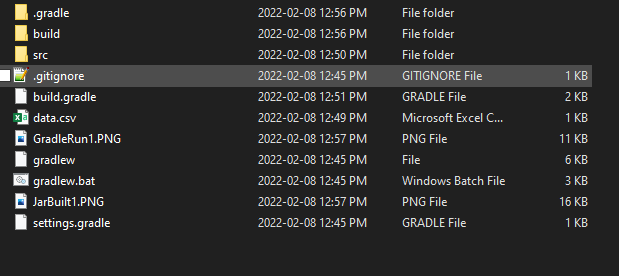 .gradle 2022-02-08 12:56 PM File folder
build 2022-02-08 12:56 PM File folder
src 2022-02-08 12:50 PM File folder
.gitignore 2022-02-08 12:45 PM GITIGNORE File 1 KB
build.gradle 2022-02-08 12:51 PM GRADLE File 2 KB
data.csv 2022-02-08 12:49 PM Microsoft Excel C... 1 KB
GradleRun1.PNG 2022-02-08 12:57 PM PNG File 11 KB
gradlew 2022-02-08 12:45 PM File 6 KB
gradlew.bat 2022-02-08 12:45 PM Windows Batch File 3 KB
JarBuilt1.PNG 2022-02-08 12:57 PM PNG File 16 KB
settings.gradle 2022-02-08 12:45 PM GRADLE File 1 KB